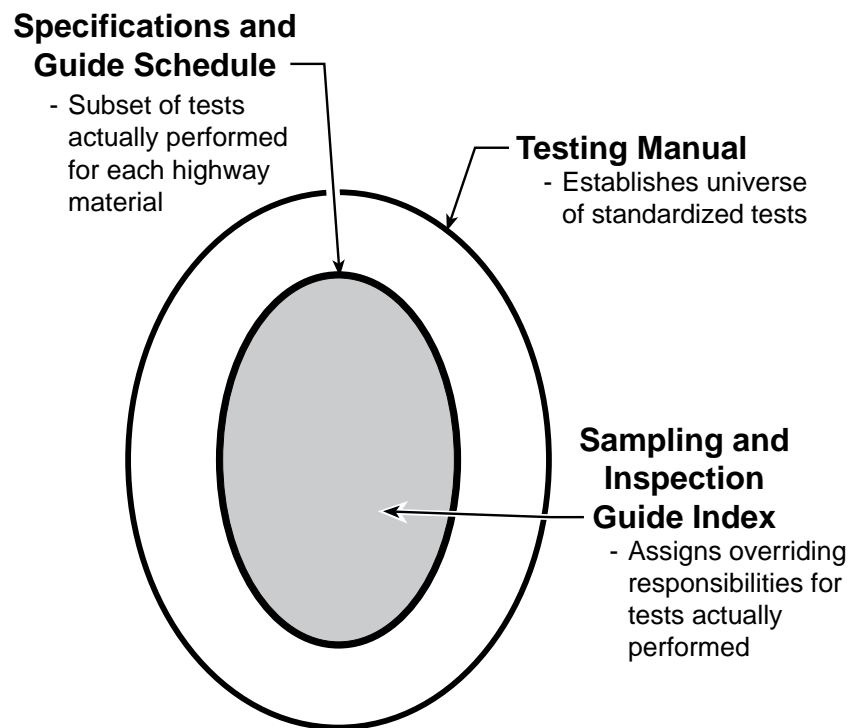 Specifications and
Guide Schedule
- Subset of tests
actually performed
for each highway
material
Testing Manual
- Establishes universe
of standardized tests
Sampling and
Inspection
Guide Index
- Assigns overriding
responsibilities for
tests actually
performed